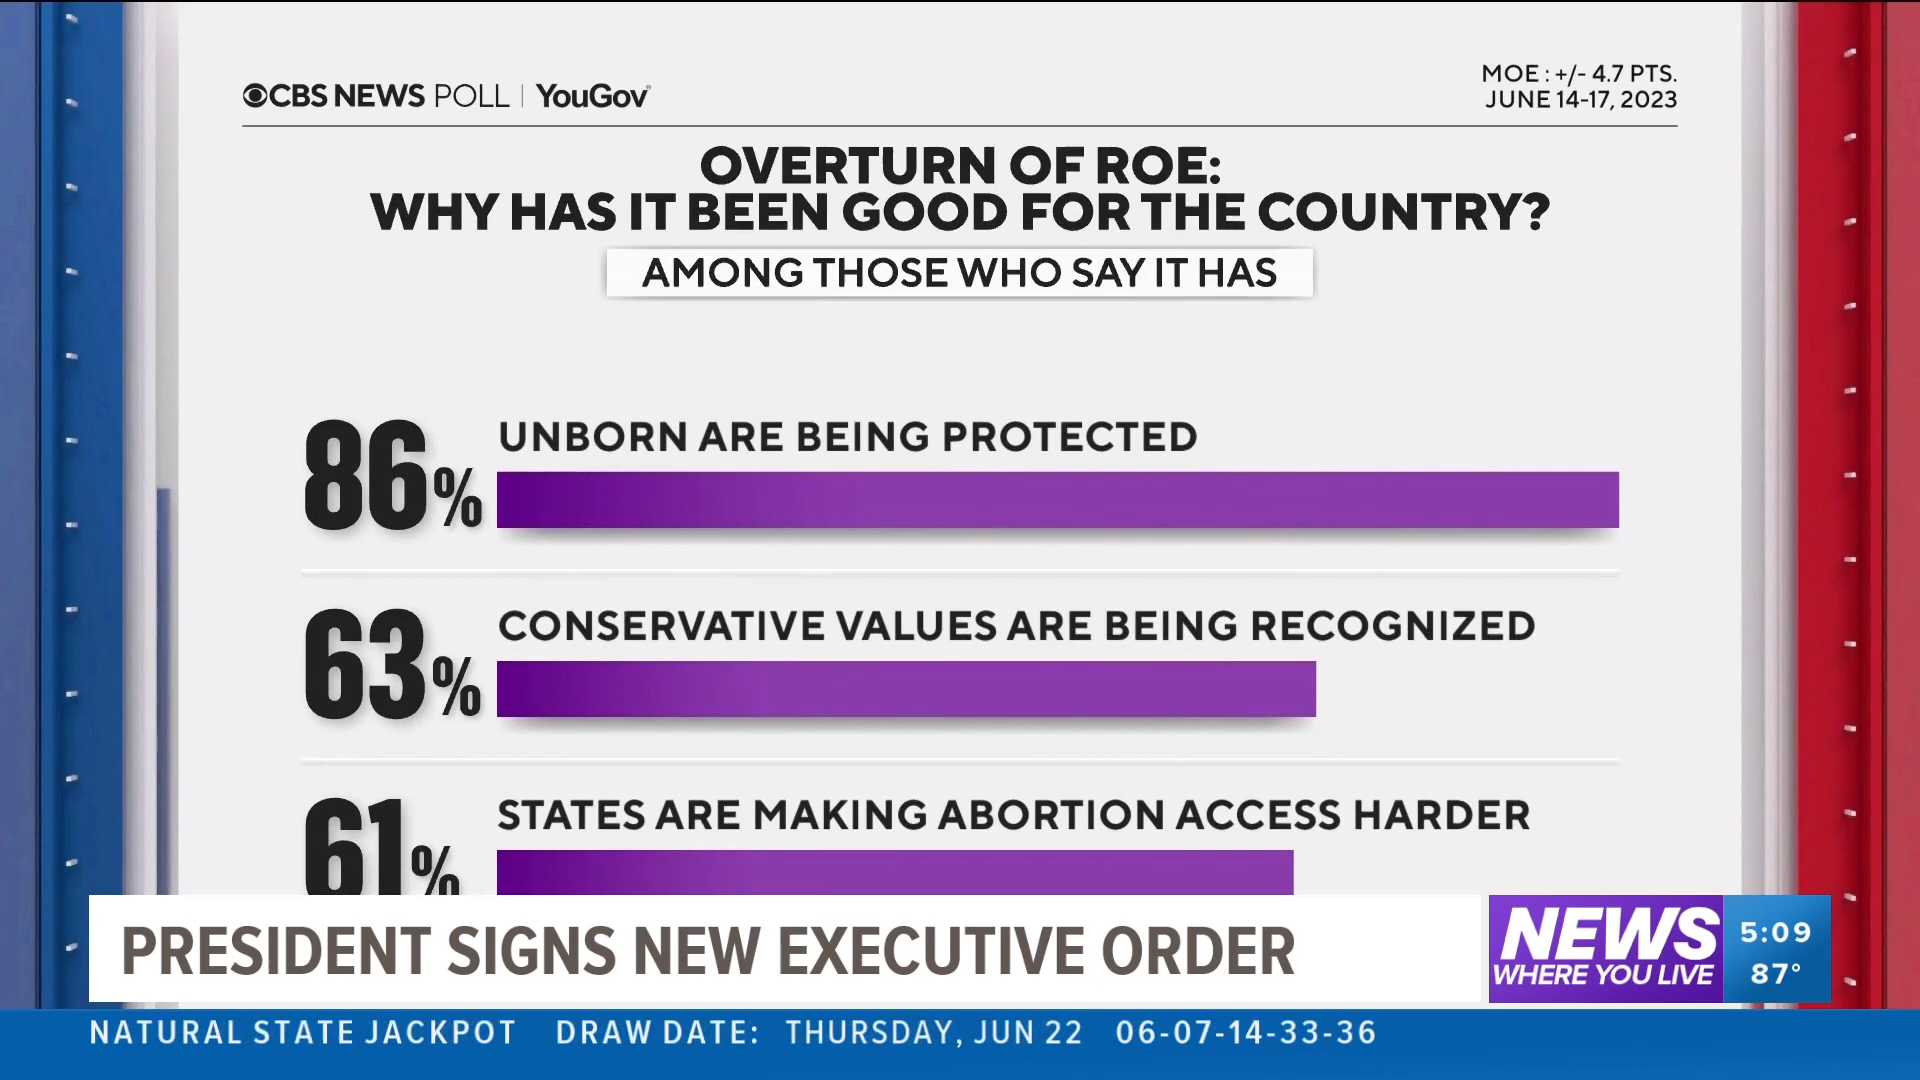 CBS NEWS POLL | YouGov
MOE : +/- 4.7 PTS.
JUNE 14-17, 2023
OVERTURN OF ROE:
WHY HAS IT BEEN GOOD FOR THE COUNTRY?
AMONG THOSE WHO SAY IT HAS
86% UNBORN ARE BEING PROTECTED
63% CONSERVATIVE VALUES ARE BEING RECOGNIZED
61% STATES ARE MAKING ABORTION ACCESS HARDER
PRESIDENT SIGNS NEW EXECUTIVE ORDER
NEWS
WHERE YOU LIVE
5:09
87°
NATURAL STATE JACKPOT DRAW DATE: THURSDAY, JUN 22 06-07-14-33-36